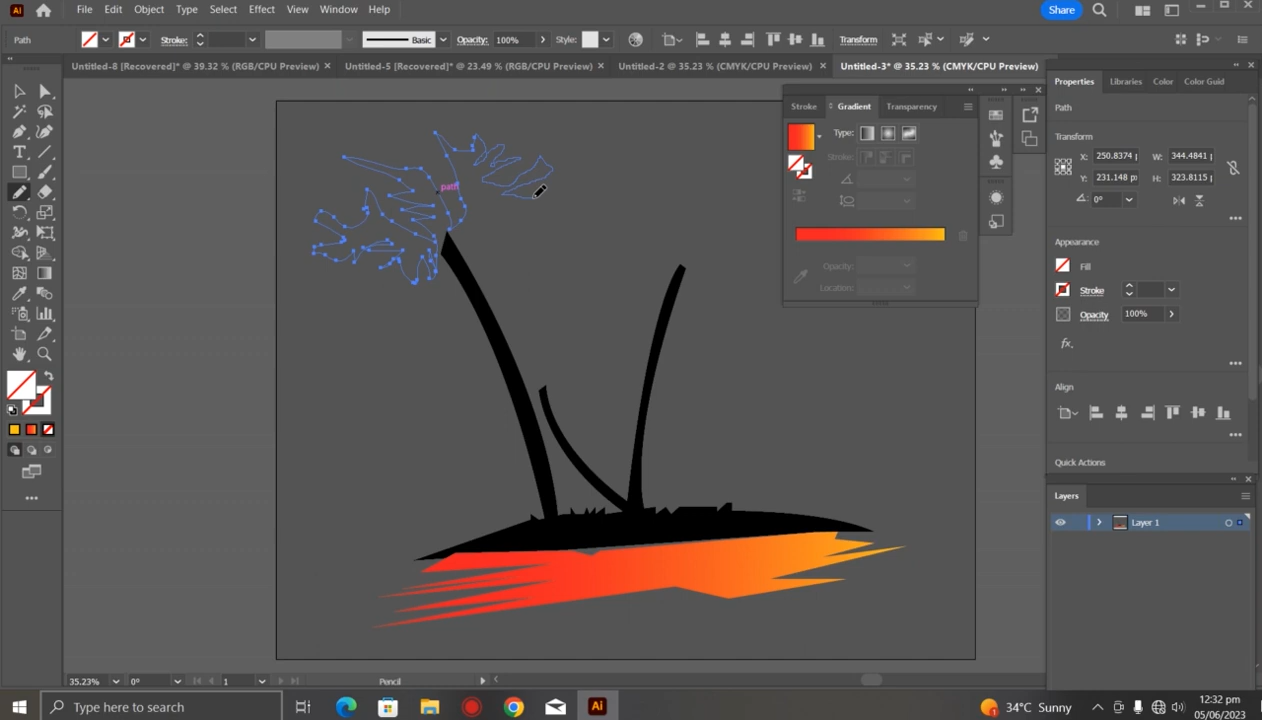 Ai File Edit Object Type Select Effect View Window Help Share
Path Stroke: Basic Opacity: 100% Style: Transform
Untitled-8 [Recovered]* @ 39.32 % (RGB/CPU Preview) × Untitled-5 [Recovered]* @ 23.49 % (RGB/CPU Preview) × Untitled-2 @ 35.23 % (CMYK/CPU Preview) × Untitled-3* @ 35.23 % (CMYK/CPU Preview)
Properties Libraries Color Color Guid
Stroke Gradient Transparency
Path
Type:
Transform
Stroke:
X: 250.8374 p W: 344.4841 p
Y: 231.148 p H: 323.8115 p
0°
path
Appearance
Fill
Opacity:
Location:
Stroke
Opacity 100%
fx.
Align
Quick Actions
Layers
Layer 1
35.23% 0° 1 Pencil
Type here to search
Ai
34°C Sunny
12:32 pm
05/06/2023